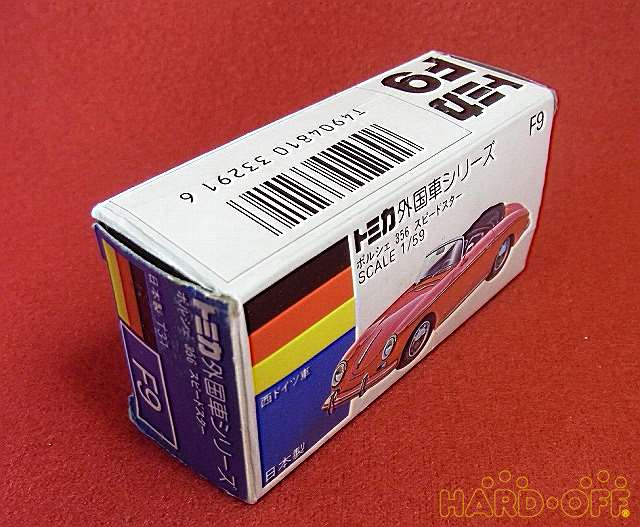 トミカ
F9
T4904810 33291 6
F9
トミカ 外国車シリーズ
ポルシェ 356 スピードスター
SCALE 1/59
西ドイツ車
日本製
トミカ 外国車シリーズ
ポルシェ 356 スピードスター
日本製
F9
HARD・OFF